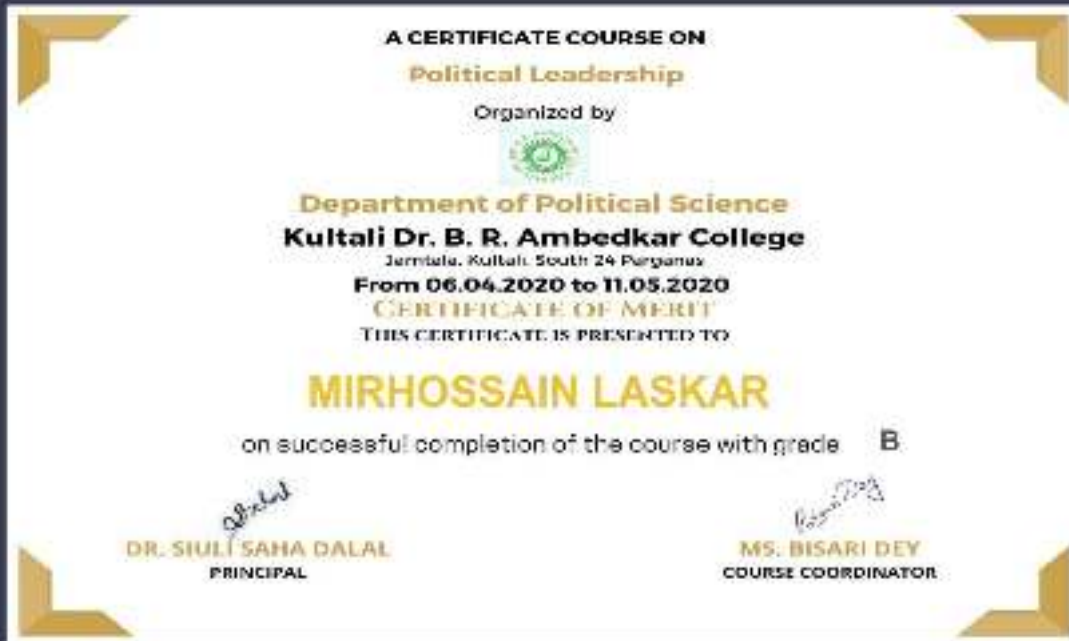 A CERTIFICATE COURSE ON
Political Leadership
Organized by
Department of Political Science
Kultali Dr. B. R. Ambedkar College
Jamtala, Kultali, South 24 Parganas
From 06.04.2020 to 11.05.2020
CERTIFICATE OF MERIT
THIS CERTIFICATE IS PRESENTED TO
MIRHOSSAIN LASKAR
on successful completion of the course with grade B
DR. SIULI SAHA DALAL
PRINCIPAL
MS. BISARI DEY
COURSE COORDINATOR